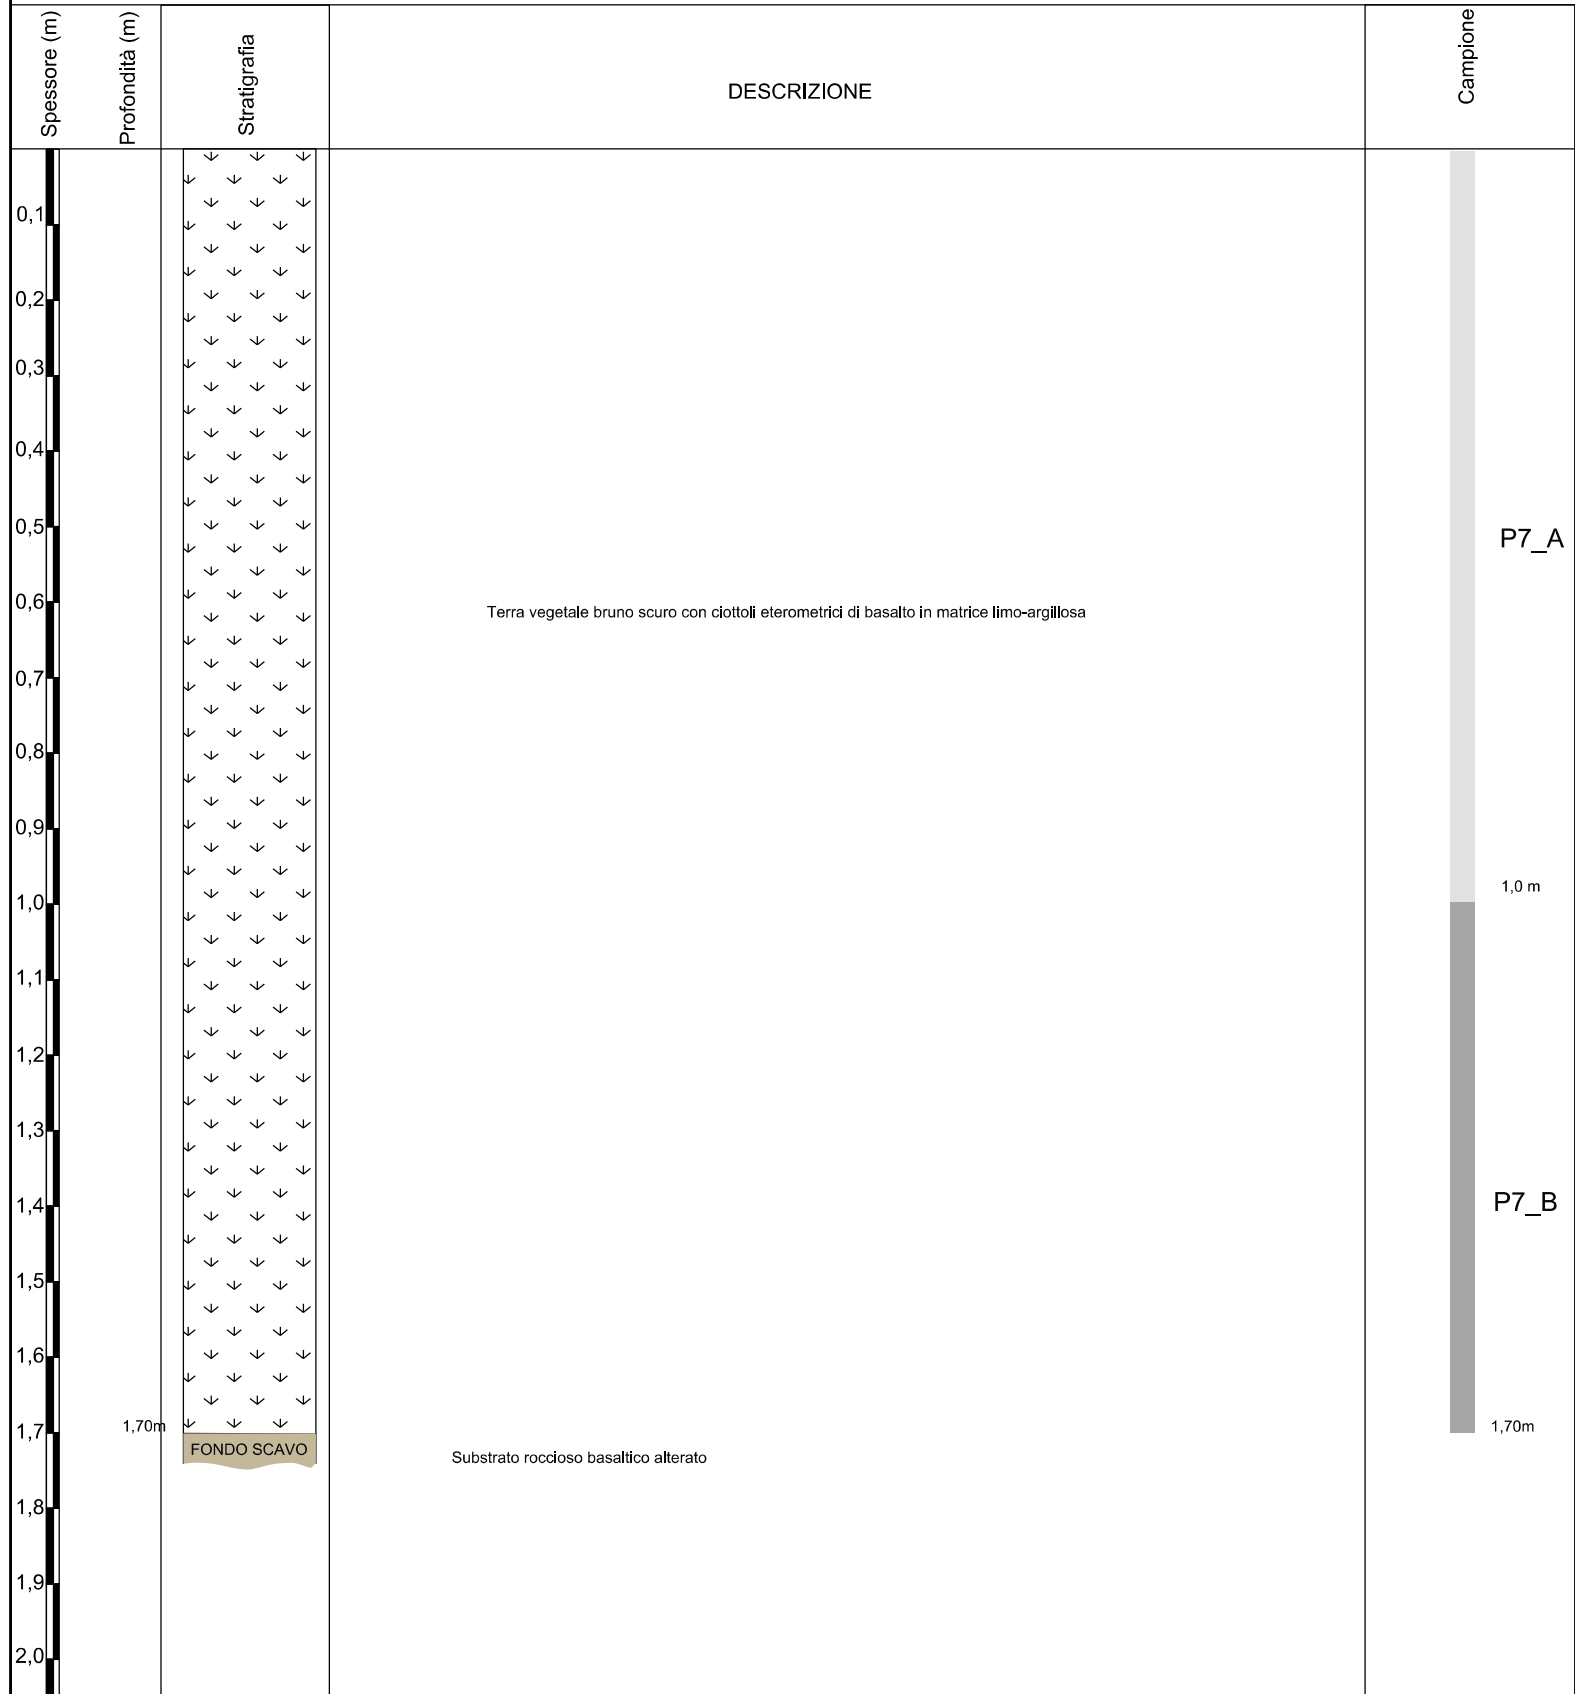 Spessore (m)
Profondità (m)
Stratigrafia
DESCRIZIONE
Campione
0,1
0,2
0,3
0,4
0,5
P7_A
0,6
Terra vegetale bruno scuro con ciottoli eterometrici di basalto in matrice limo-argillosa
0,7
0,8
0,9
1,0
1,0 m
1,1
1,2
1,3
1,4
P7_B
1,5
1,6
1,7
1,70m
1,70m
FONDO SCAVO
Substrato roccioso basaltico alterato
1,8
1,9
2,0